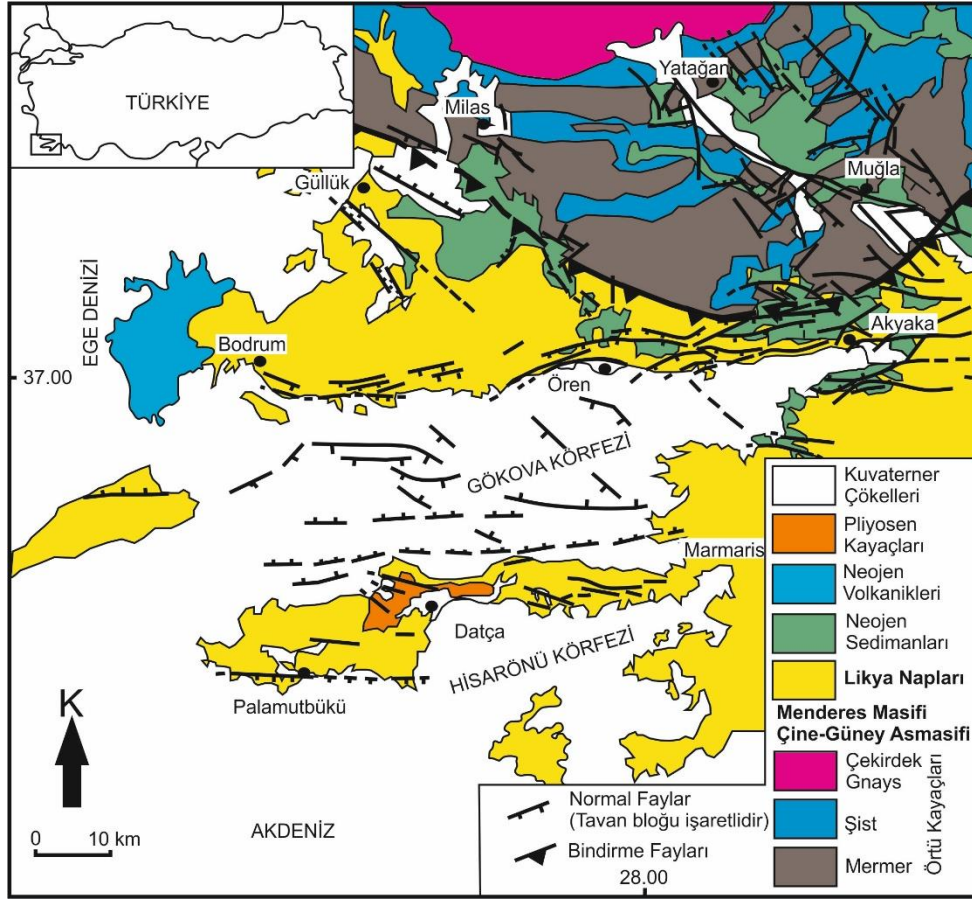 TÜRKİYE
Yatağan
Milas
Güllük
Muğla
EGE DENİZİ
Bodrum
Akyaka
37.00
Ören
GÖKOVA KÖRFEZİ
Marmaris
Datça
HİSARÖNÜ KÖRFEZİ
Palamutbükü
K
0 10 km
AKDENİZ
28.00
Normal Faylar
(Tavan bloğu işaretlidir)
Bindirme Fayları
Kuvaterner
Çökelleri
Pliyosen
Kayaçları
Neojen
Volkanikleri
Neojen
Sedimanları
Likya Napları
Menderes Masifi
Çine-Güney Asmasifi
Çekirdek
Gnays
Şist
Mermer
Örtü Kayaçları